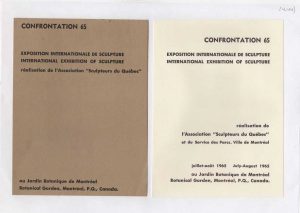 CONFRONTATION 65
EXPOSITION INTERNATIONALE DE SCULPTURE
INTERNATIONAL EXHIBITION OF SCULPTURE
réalisation de l'Association "Sculpteurs du Québec"
au Jardin Botanique de Montréal
Botanical Garden, Montreal, P.Q., Canada.
CONFRONTATION 65
EXPOSITION INTERNATIONALE DE SCULPTURE
INTERNATIONAL EXHIBITION OF SCULPTURE
réalisation de
l'Association "Sculpteurs du Québec"
et du Service des Parcs, Ville de Montréal
juillet-août 1965 July-August 1965
au Jardin Botanique de Montréal
Botanical Garden, Montreal, P.Q., Canada.